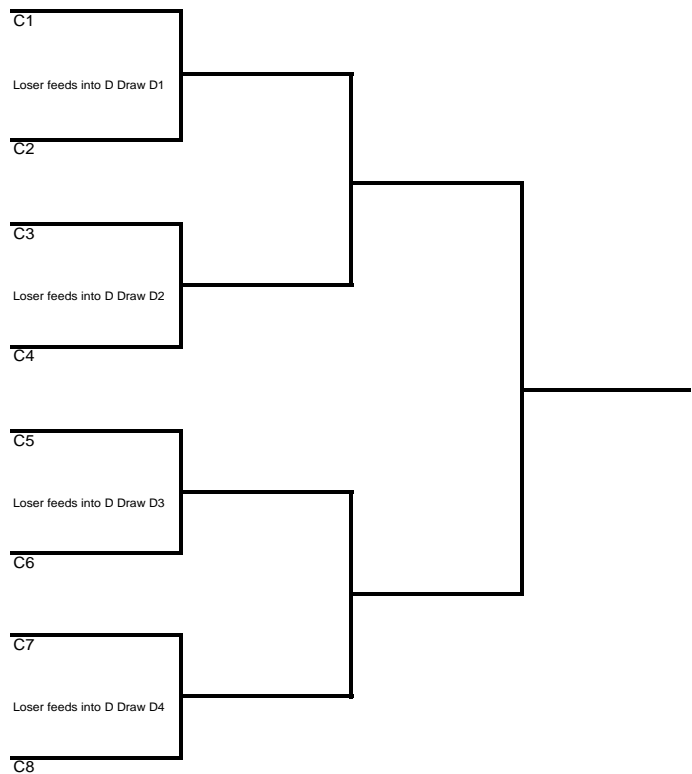 C1
Loser feeds into D Draw D1
C2
C3
Loser feeds into D Draw D2
C4
C5
Loser feeds into D Draw D3
C6
C7
Loser feeds into D Draw D4
C8